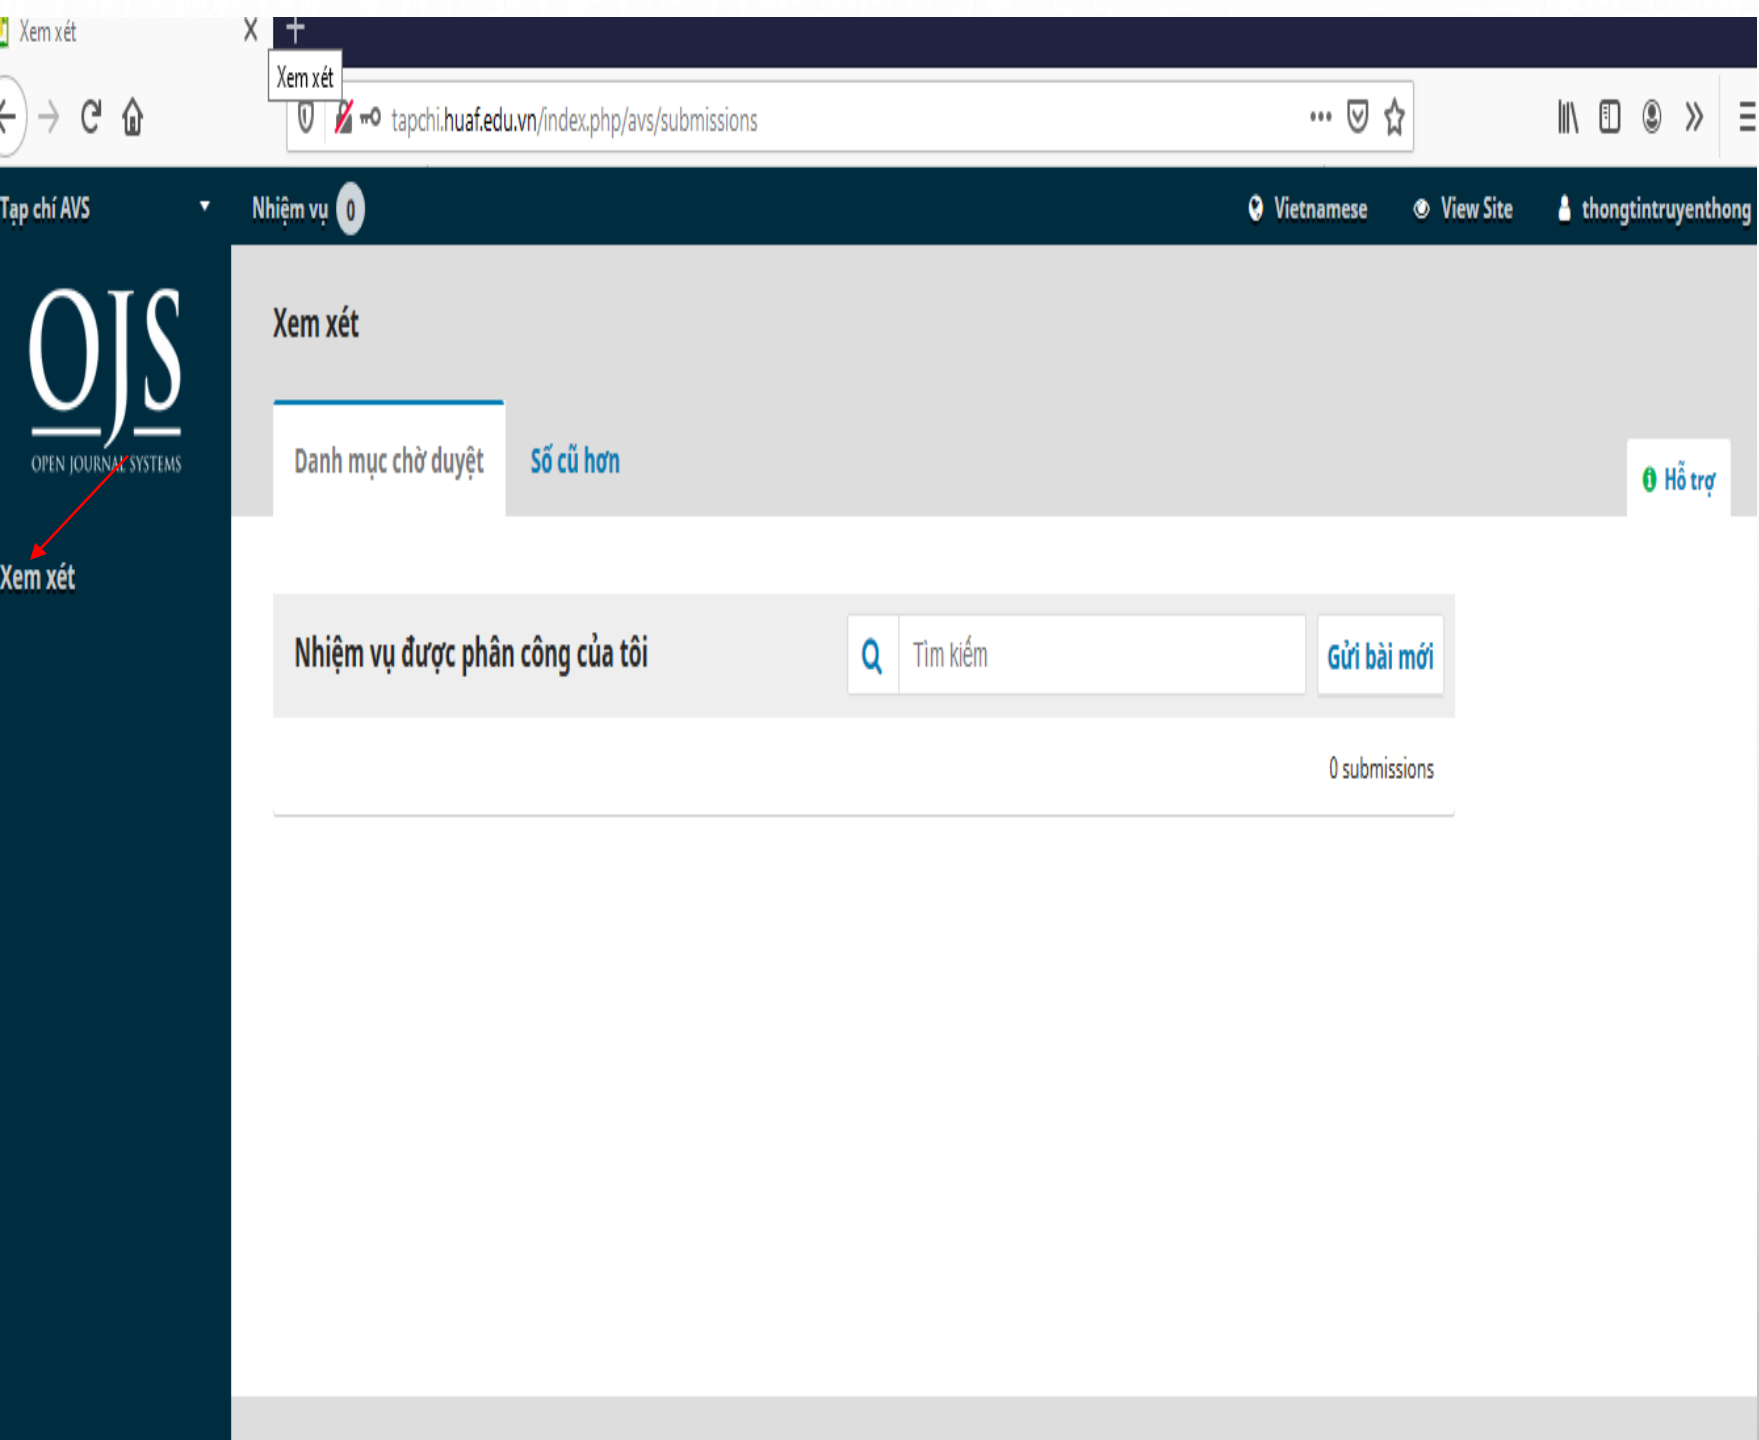 Xem xét
Xem xét
tapchi.huaf.edu.vn/index.php/avs/submissions
Tạp chí AVS
Nhiệm vụ 0
Vietnamese
View Site
thongtintruyenthong
OJS
OPEN JOURNAL SYSTEMS
Xem xét
Xem xét
Danh mục chờ duyệt
Số cũ hơn
Hỗ trợ
Nhiệm vụ được phân công của tôi
Tìm kiếm
Gửi bài mới
0 submissions